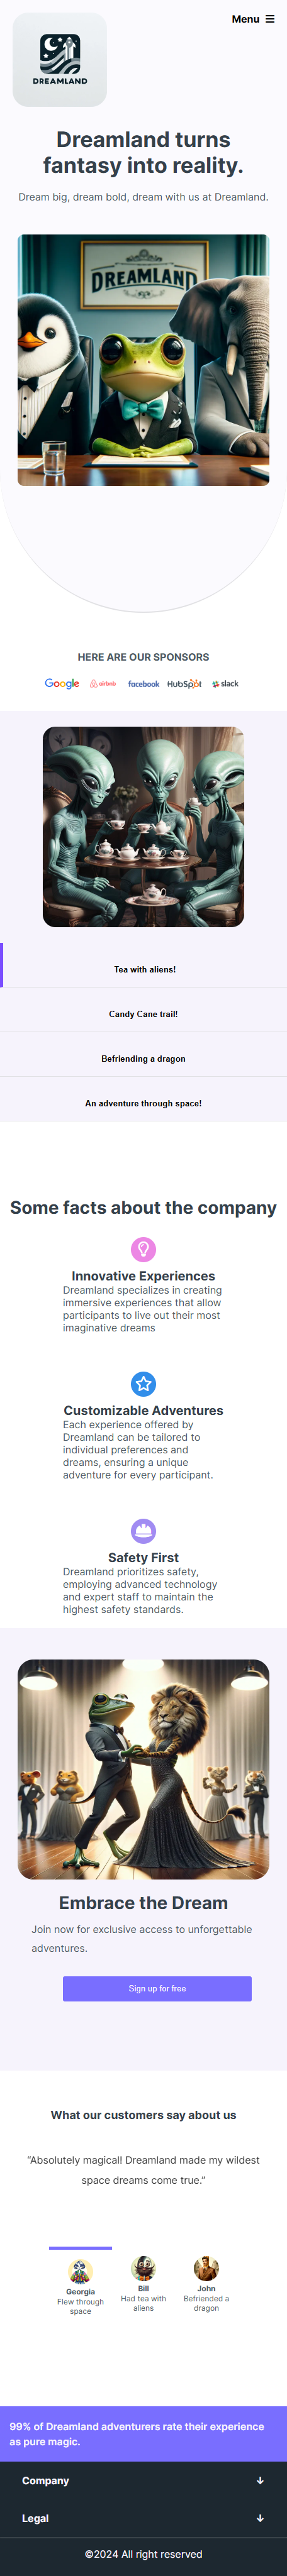 Menu
DREAMLAND
Dreamland turns
fantasy into reality.
Dream big, dream bold, dream with us at Dreamland.
DREAMLAND
HERE ARE OUR SPONSORS
Google airbnb facebook HubSpot slack
Tea with aliens!
Candy Cane trail!
Befriending a dragon
An adventure through space!
Some facts about the company
Innovative Experiences
Dreamland specializes in creating
immersive experiences that allow
participants to live out their most
imaginative dreams
Customizable Adventures
Each experience offered by
Dreamland can be tailored to
individual preferences and
dreams, ensuring a unique
adventure for every participant.
Safety First
Dreamland prioritizes safety,
employing advanced technology
and expert staff to maintain the
highest safety standards.
Embrace the Dream
Join now for exclusive access to unforgettable
adventures.
Sign up for free
What our customers say about us
“Absolutely magical! Dreamland made my wildest
space dreams come true.”
Georgia
Flew through
space
Bill
Had tea with
aliens
John
Befriended a
dragon
99% of Dreamland adventurers rate their experience
as pure magic.
Company
Legal
©2024 All right reserved